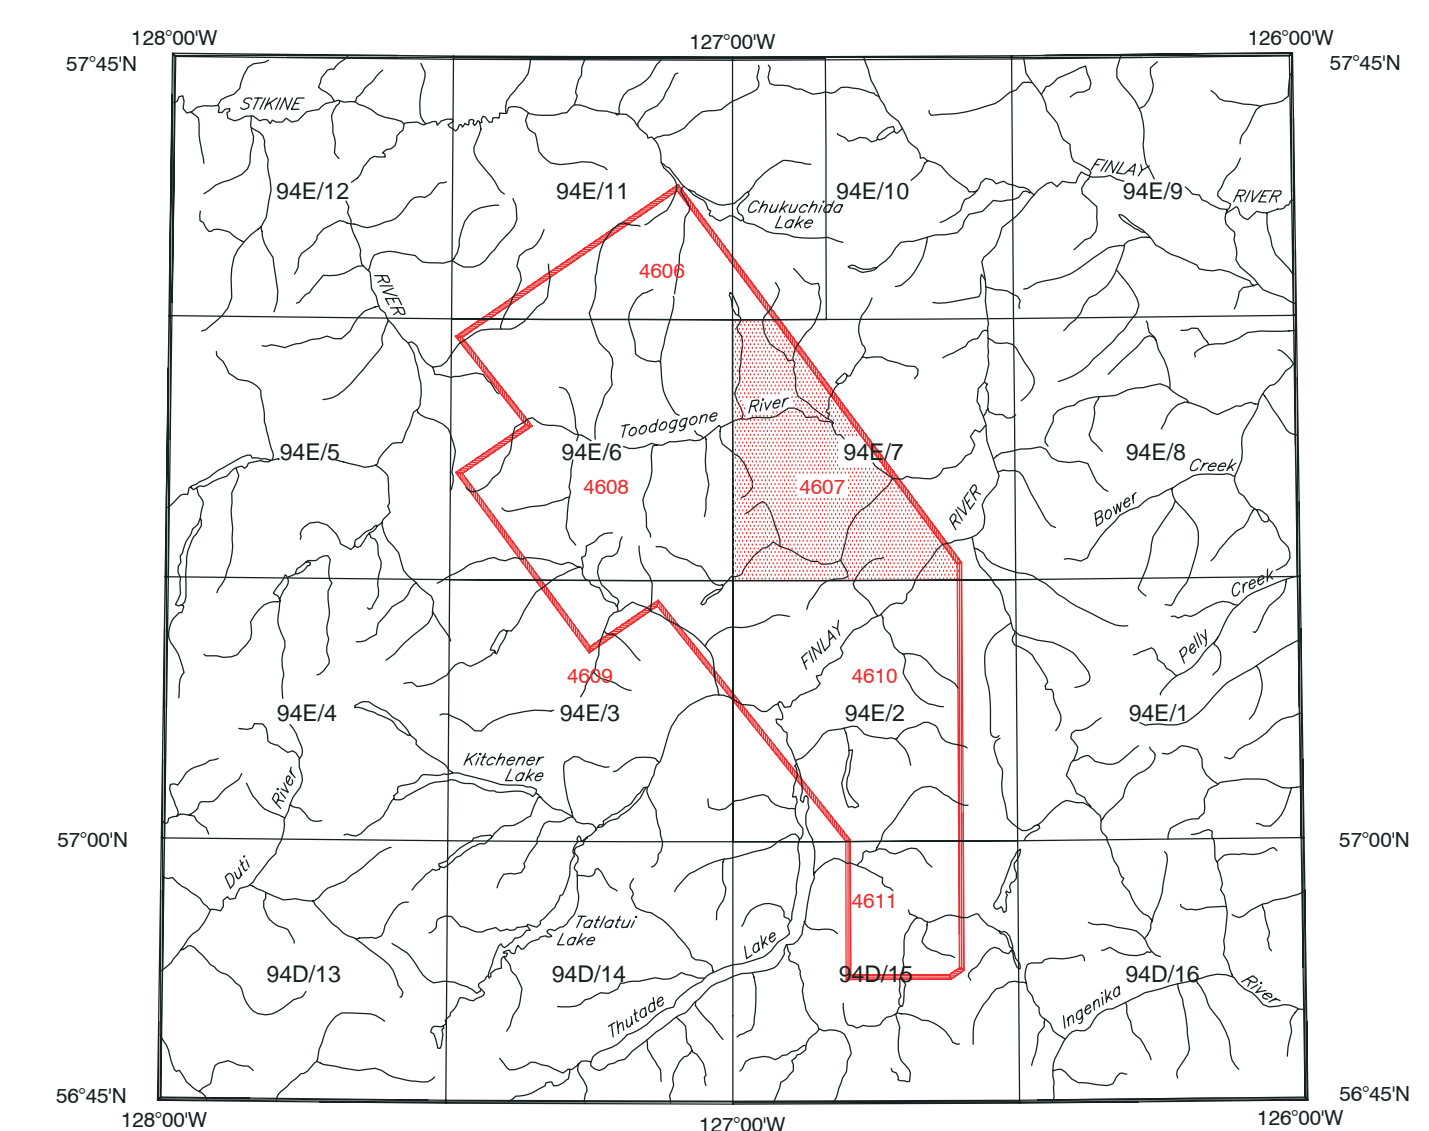 128°00'W
127°00'W
126°00'W
57°45'N
57°45'N
STIKINE
FINLAY
94E/12
94E/11
94E/10
94E/9
RIVER
Chukuchida
Lake
4606
RIVER
River
Toodoggone
94E/5
94E/6
94E/7
94E/8
Creek
4608
4607
RIVER
Bower
Creek
FINLAY
Pelly
4609
4610
94E/4
94E/3
94E/2
94E/1
Kitchener
Lake
River
57°00'N
57°00'N
Duti
4611
Tatlatui
Lake
Lake
94D/13
94D/14
94D/15
94D/16
River
Ingenika
Thutade
56°45'N
56°45'N
128°00'W
127°00'W
126°00'W